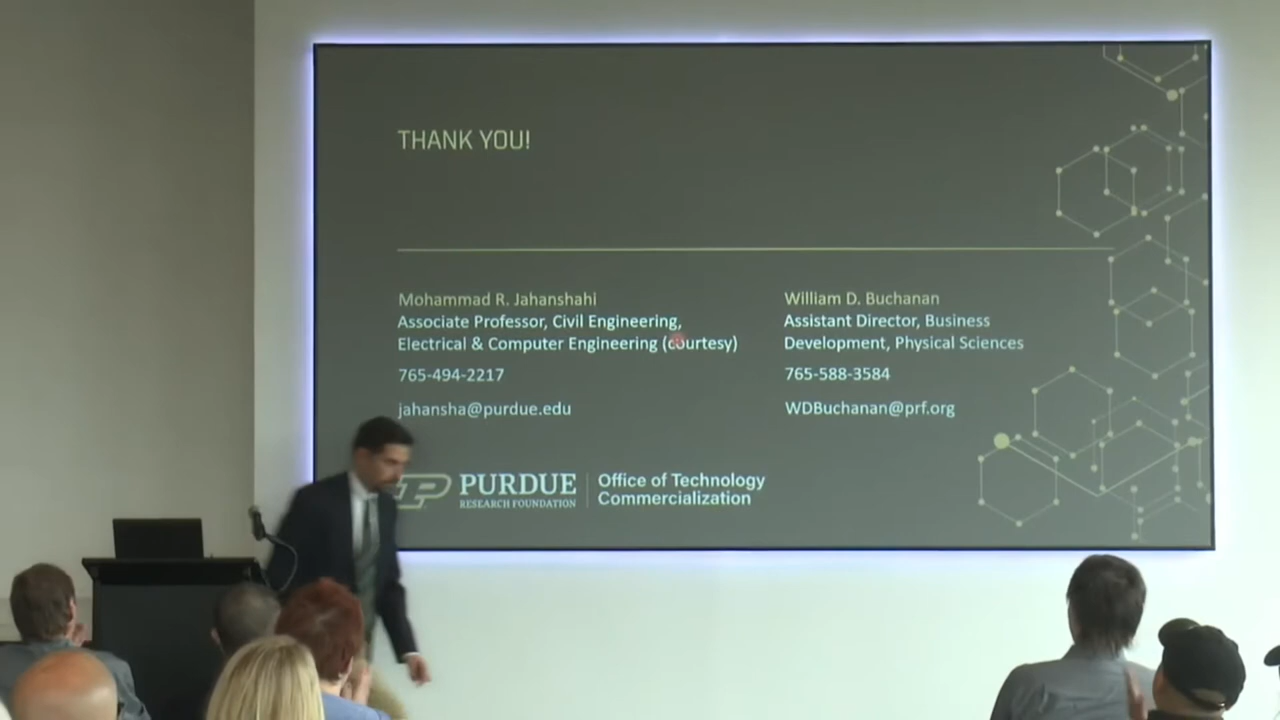 THANK YOU!
Mohammad R. Jahanshahi
Associate Professor, Civil Engineering,
Electrical & Computer Engineering (courtesy)
765-494-2217
jahansha@purdue.edu
William D. Buchanan
Assistant Director, Business
Development, Physical Sciences
765-588-3584
WDBuchanan@prf.org
PURDUE
RESEARCH FOUNDATION
Office of Technology
Commercialization